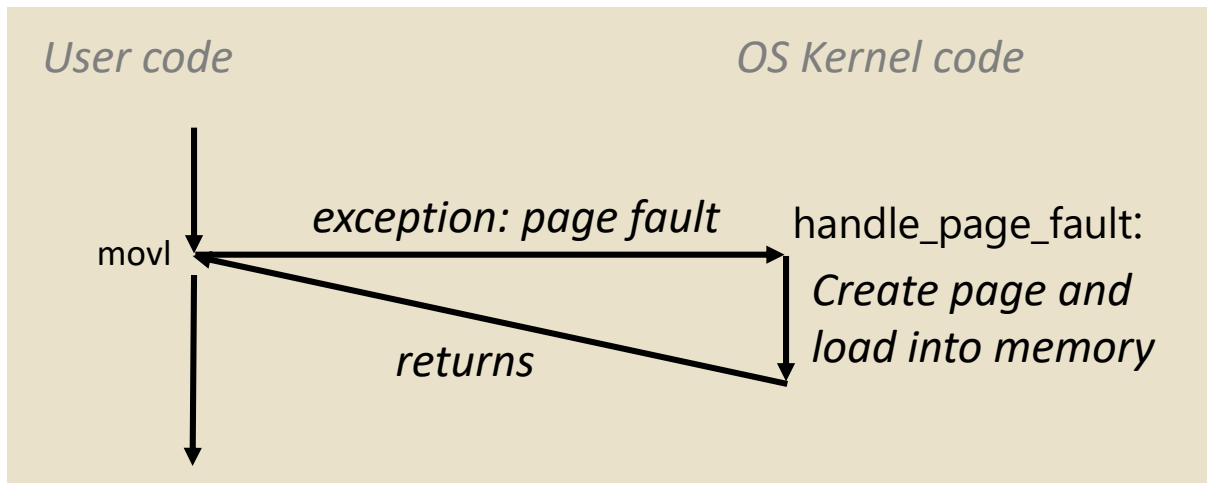 User code
OS Kernel code
exception: page fault
handle_page_fault:
movl
Create page and
load into memory
returns